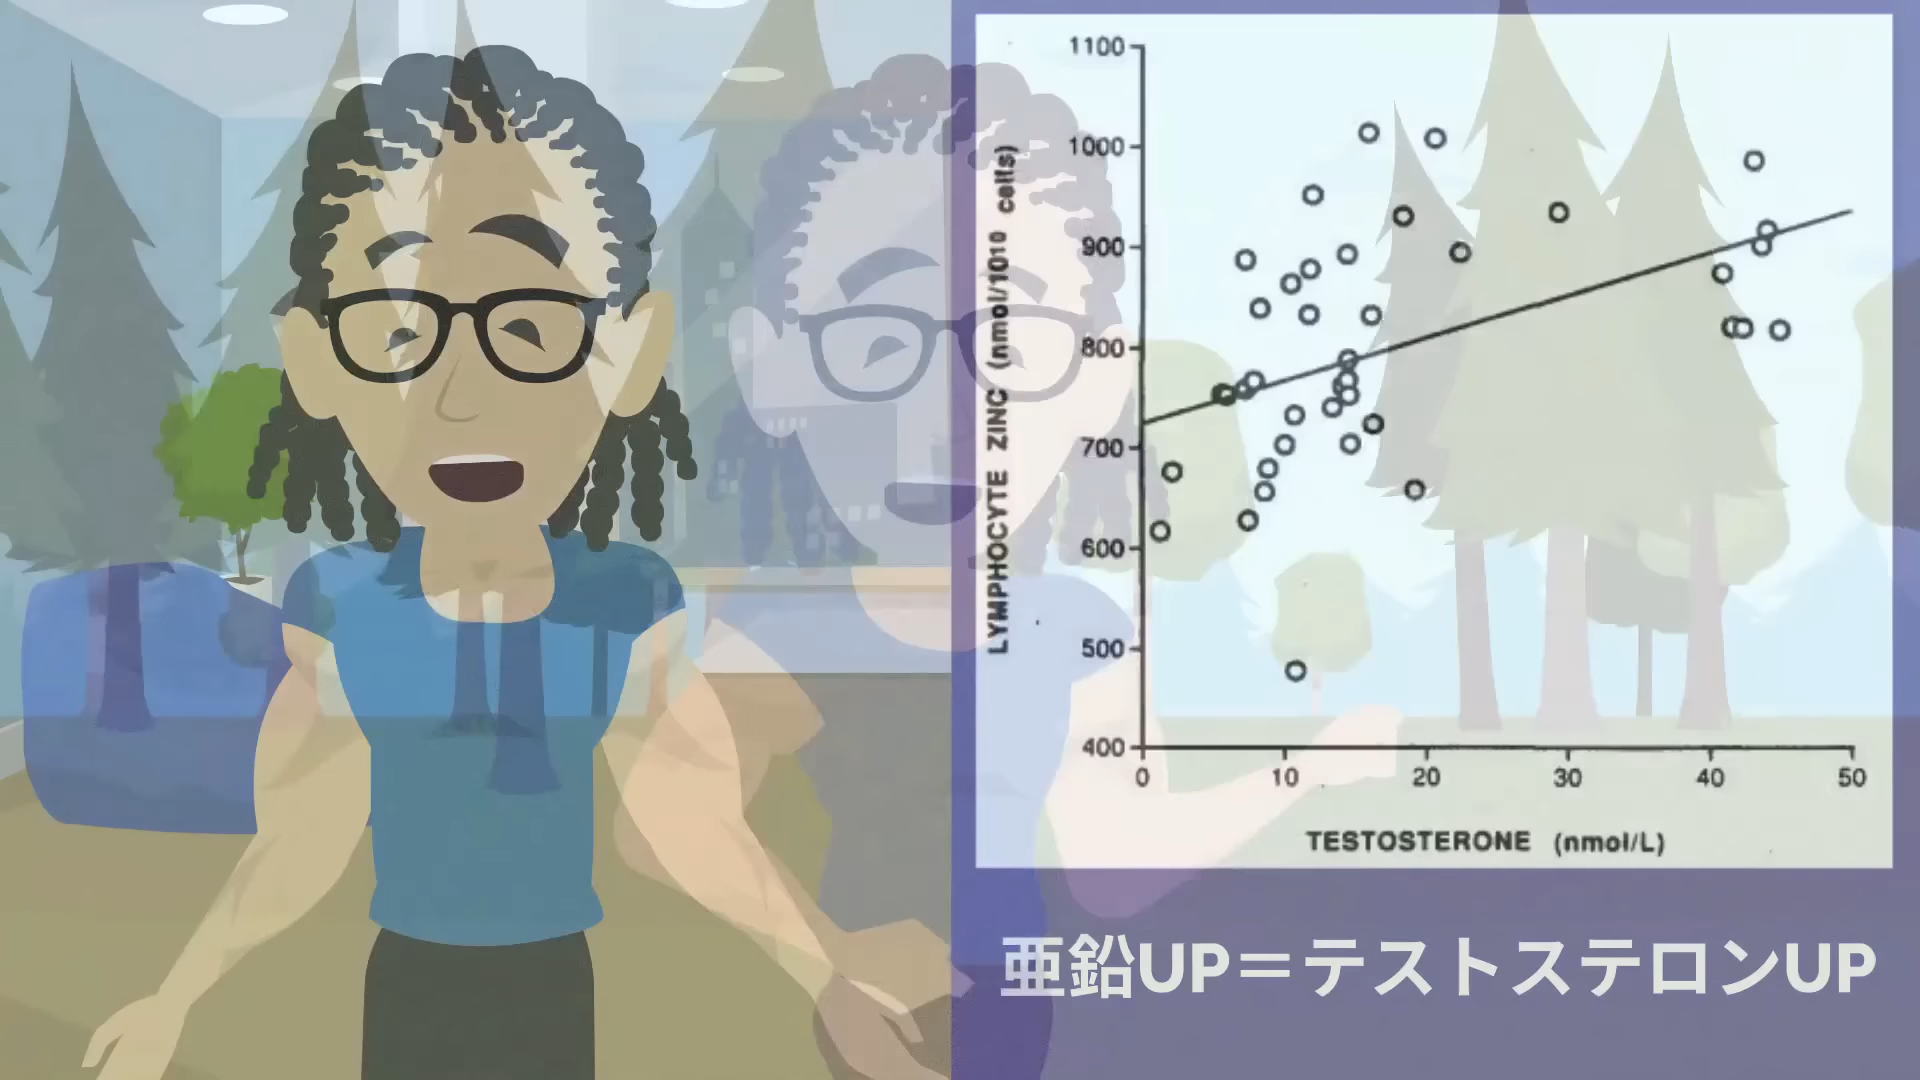 1100
1000
900
800
700
600
500
400
LYMPHOCYTE ZINC (nmol/10¹⁰ cells)
0 10 20 30 40 50
TESTOSTERONE (nmol/L)
亜鉛UP=テストステロンUP